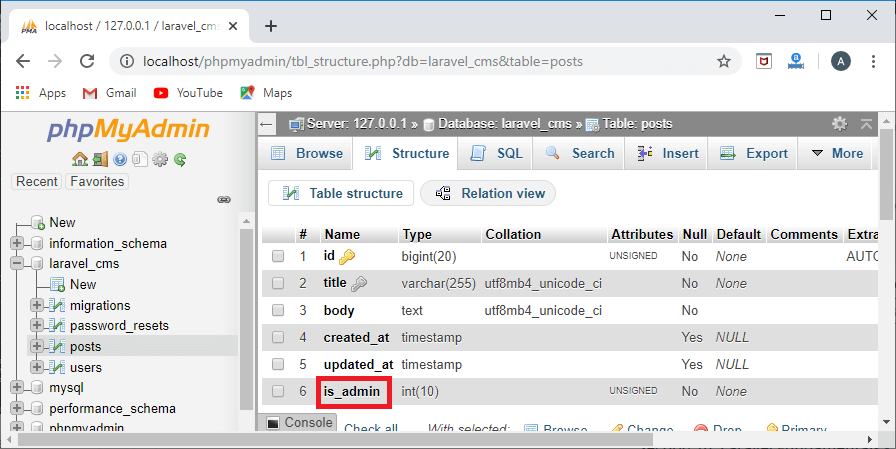 localhost / 127.0.0.1 / laravel_cms
localhost/phpmyadmin/tbl_structure.php?db=laravel_cms&table=posts
A
Apps Gmail YouTube Maps
phpMyAdmin
Recent Favorites
New
information_schema
laravel_cms
New
migrations
password_resets
posts
users
mysql
performance_schema
phpmyadmin
Server: 127.0.0.1 » Database: laravel_cms » Table: posts
Browse Structure SQL Search Insert Export More
Table structure Relation view
# Name Type Collation Attributes Null Default Comments Extra
1 id bigint(20) UNSIGNED No None AUTO
2 title varchar(255) utf8mb4_unicode_ci No None
3 body text utf8mb4_unicode_ci No
4 created_at timestamp Yes NULL
5 updated_at timestamp Yes NULL
6 is_admin int(10) UNSIGNED No None
Console Check all With selected: Browse Change Drop Primary